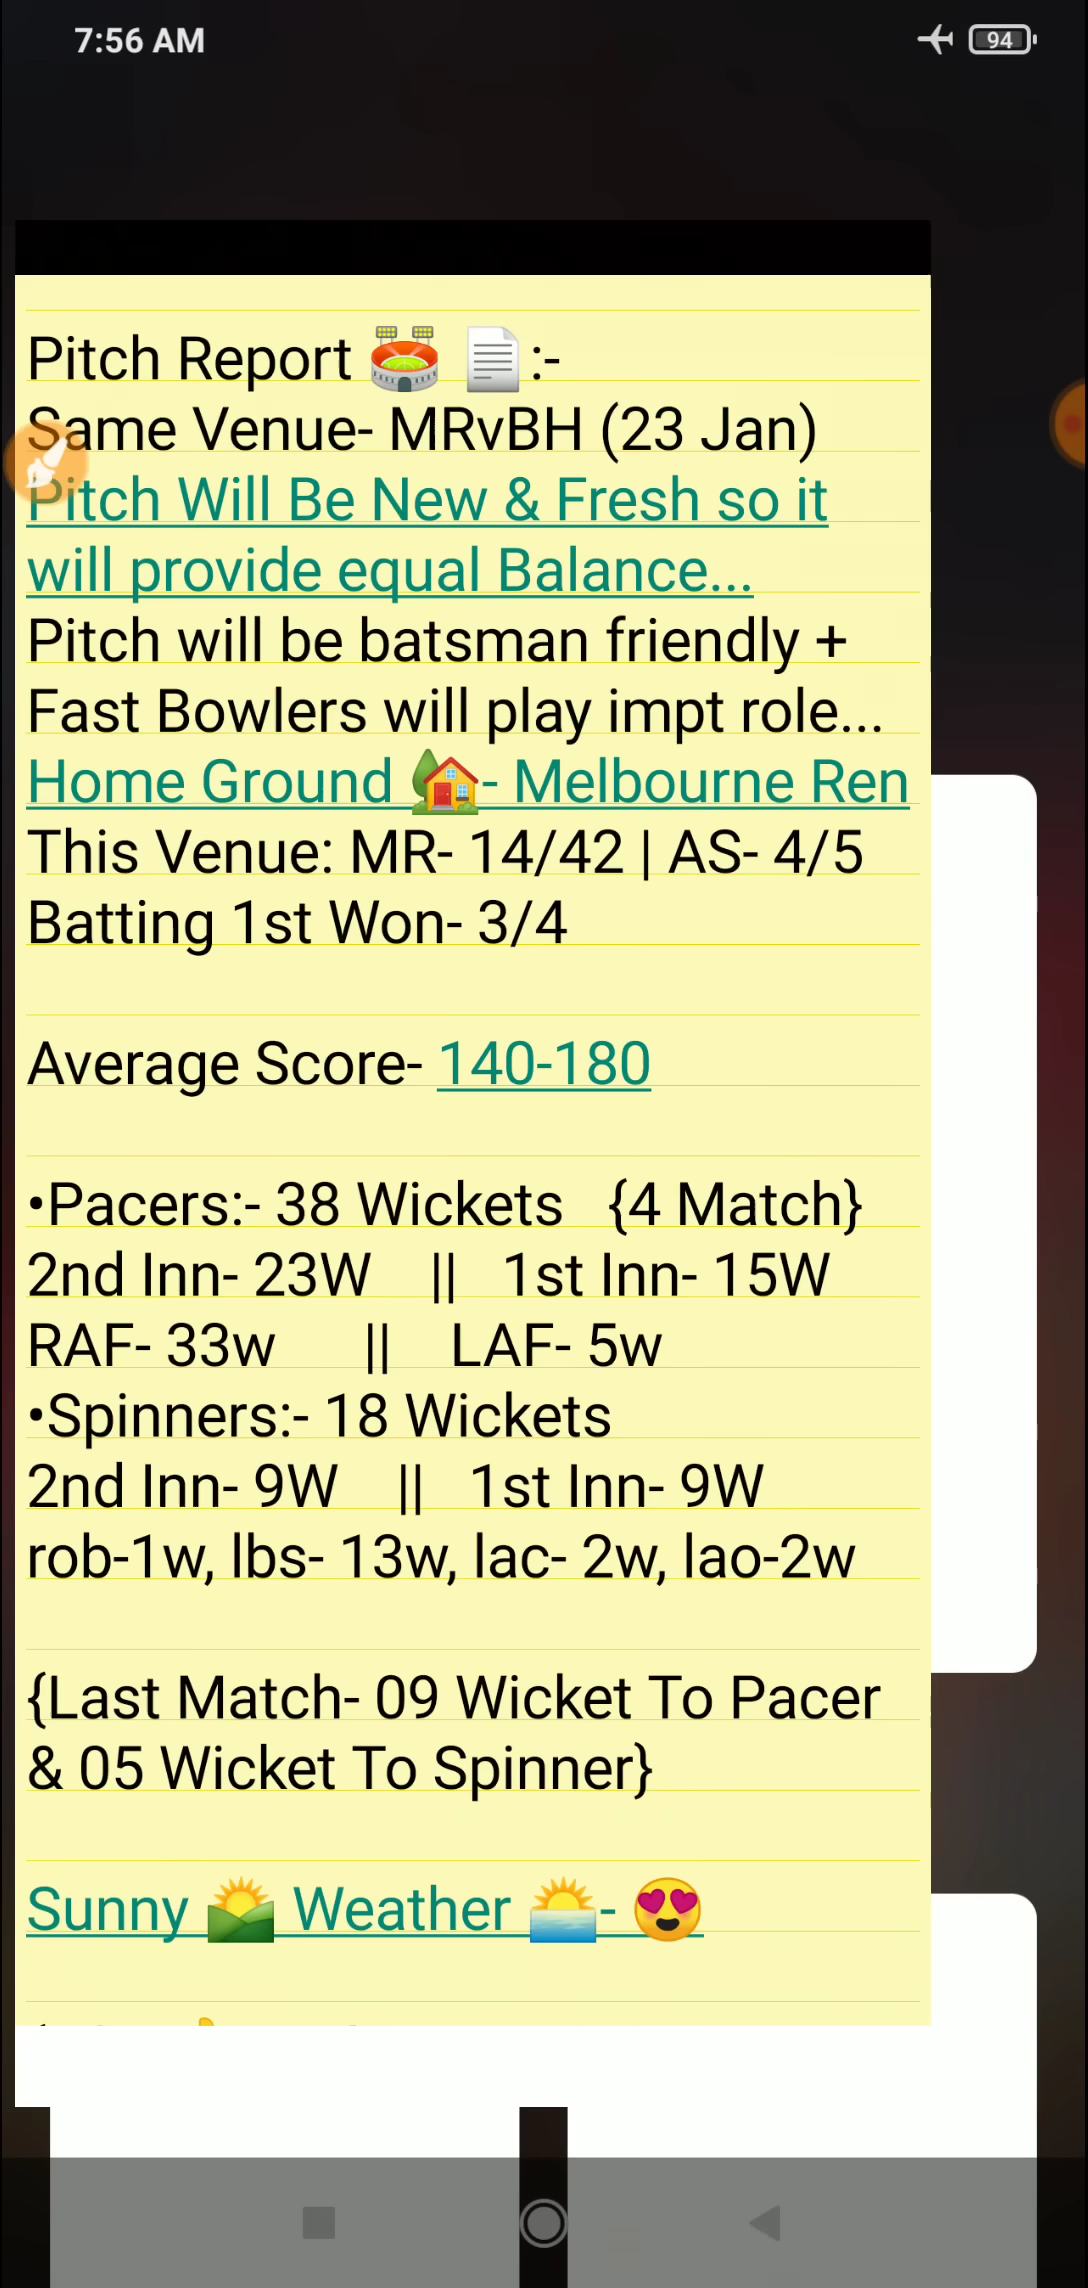 7:56 AM
94
Pitch Report 🏟️ 📄:-
Same Venue- MRvBH (23 Jan)
Pitch Will Be New & Fresh so it
will provide equal Balance...
Pitch will be batsman friendly +
Fast Bowlers will play impt role...
Home Ground 🏡- Melbourne Ren
This Venue: MR- 14/42 | AS- 4/5
Batting 1st Won- 3/4
Average Score- 140-180
•Pacers:- 38 Wickets {4 Match}
2nd Inn- 23W || 1st Inn- 15W
RAF- 33w || LAF- 5w
•Spinners:- 18 Wickets
2nd Inn- 9W || 1st Inn- 9W
rob-1w, lbs- 13w, lac- 2w, lao-2w
{Last Match- 09 Wicket To Pacer
& 05 Wicket To Spinner}
Sunny 🌄 Weather 🌅- 😍